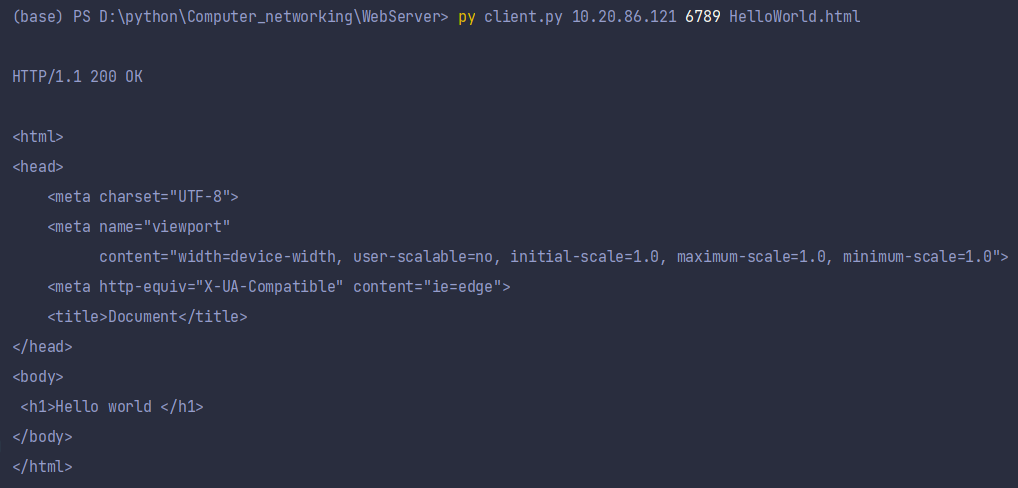 (base) PS D:\python\Computer_networking\WebServer> py client.py 10.20.86.121 6789 HelloWorld.html
HTTP/1.1 200 OK
<html>
<head>
    <meta charset="UTF-8">
    <meta name="viewport"
          content="width=device-width, user-scalable=no, initial-scale=1.0, maximum-scale=1.0, minimum-scale=1.0">
    <meta http-equiv="X-UA-Compatible" content="ie=edge">
    <title>Document</title>
</head>
<body>
 <h1>Hello world </h1>
</body>
</html>